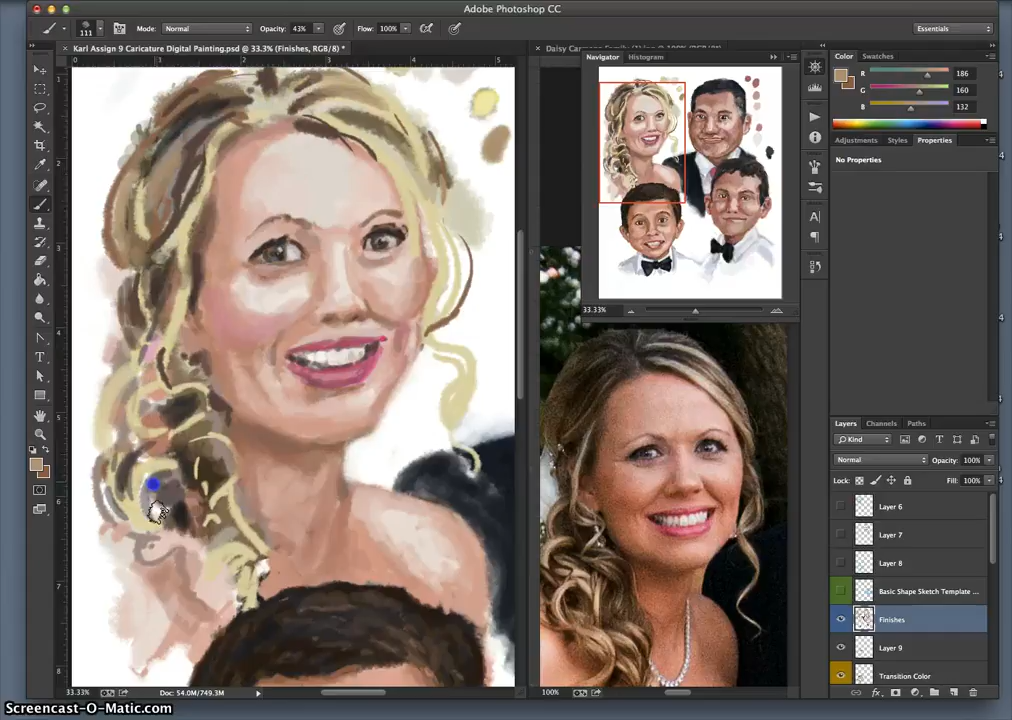 Adobe Photoshop CC
111 Mode: Normal Opacity: 43% Flow: 100% Essentials
Karl Assign 9 Caricature Digital Painting.psd @ 33.3% (Finishes, RGB/8) *
Navigator Histogram
33.33%
Color Swatches
R 186
G 160
B 132
Adjustments Styles Properties
No Properties
Layers Channels Paths
Kind
Normal Opacity: 100%
Lock: Fill: 100%
Layer 6
Layer 7
Layer 8
Basic Shape Sketch Template ...
Finishes
Layer 9
Transition Color
33.33% Doc: 54.0M/749.3M
100%
Screencast-O-Matic.com